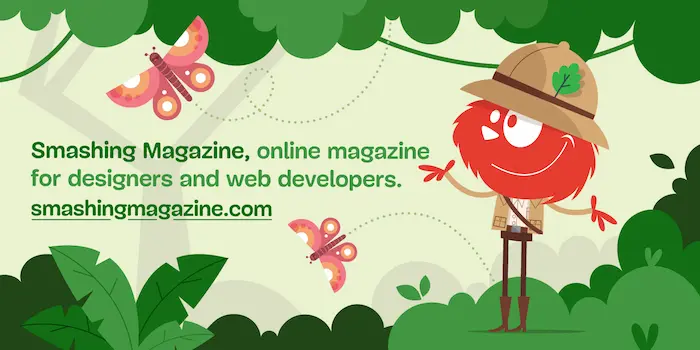 Smashing Magazine, online magazine
for designers and web developers.
smashingmagazine.com